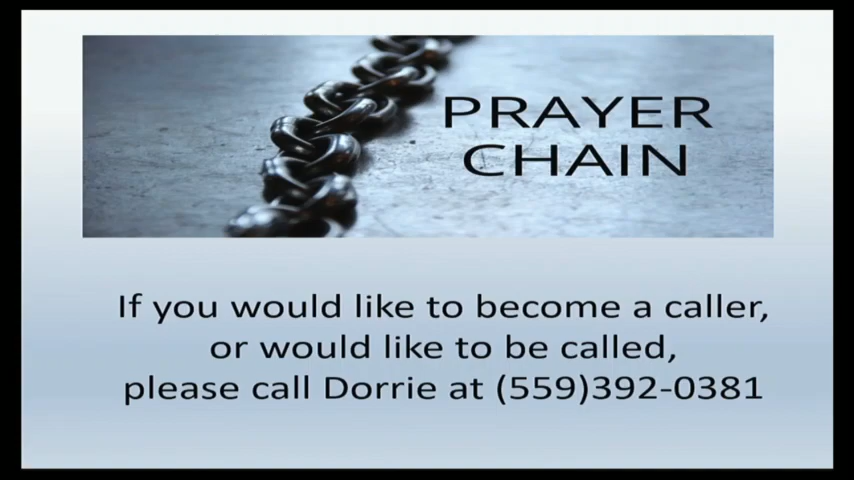 PRAYER
CHAIN
If you would like to become a caller,
or would like to be called,
please call Dorrie at (559)392-0381